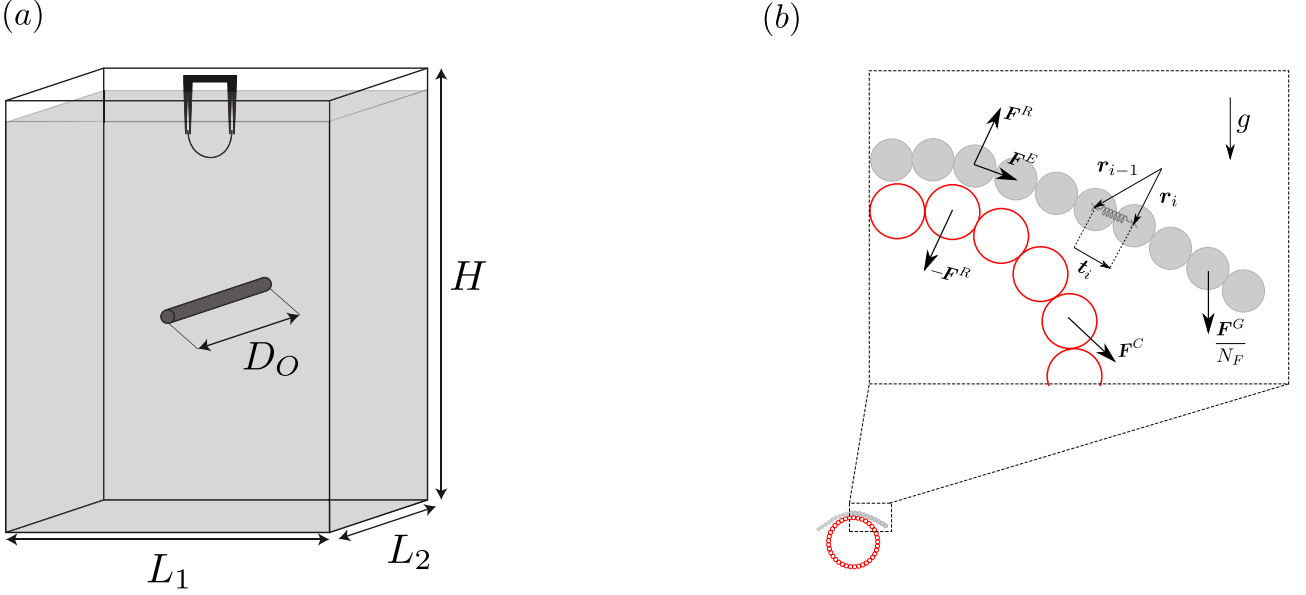 (a)
H
D_O
L_1
L_2
(b)
F^R
F^E
g
r_{i-1}
r_i
-F^R
t_i
F^C
F^G
N_F